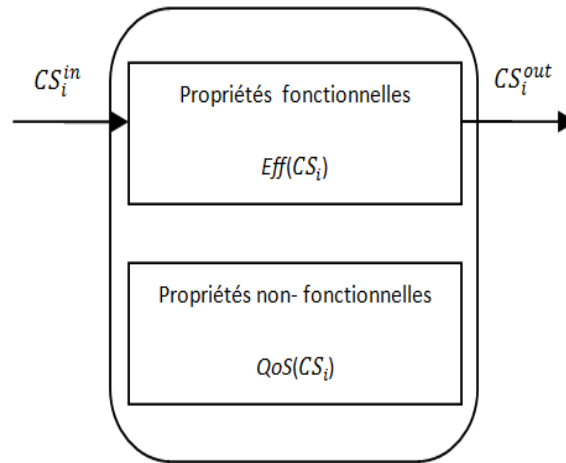 CS_i^in
CS_i^out
Propriétés fonctionnelles
Eff(CS_i)
Propriétés non- fonctionnelles
QoS(CS_i)